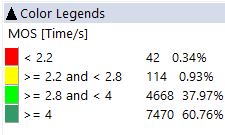 Color Legends
MOS [Time/s]
< 2.2 42 0.34%
>= 2.2 and < 2.8 114 0.93%
>= 2.8 and < 4 4668 37.97%
>= 4 7470 60.76%